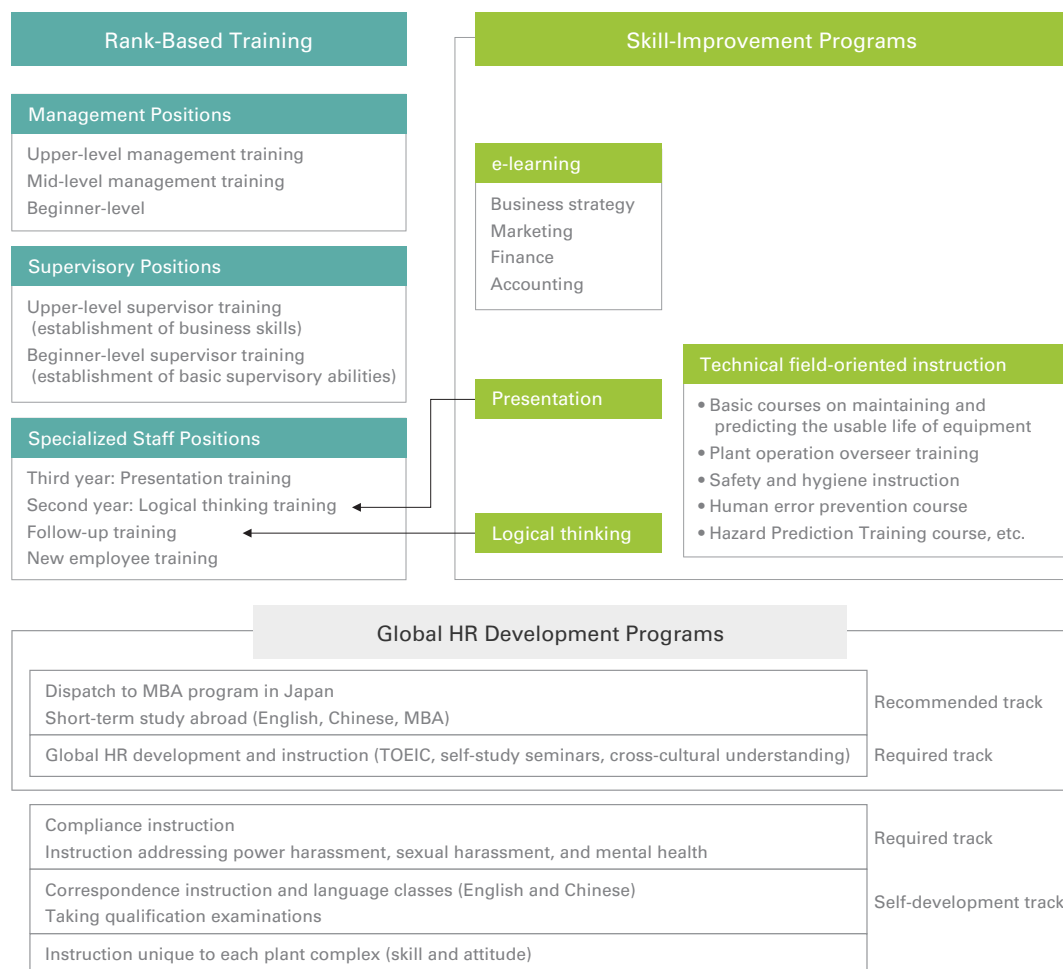 Rank-Based Training
Management Positions
Upper-level management training
Mid-level management training
Beginner-level
Supervisory Positions
Upper-level supervisor training
(establishment of business skills)
Beginner-level supervisor training
(establishment of basic supervisory abilities)
Specialized Staff Positions
Third year: Presentation training
Second year: Logical thinking training
Follow-up training
New employee training
Skill-Improvement Programs
e-learning
Business strategy
Marketing
Finance
Accounting
Presentation
Logical thinking
Technical field-oriented instruction
• Basic courses on maintaining and
predicting the usable life of equipment
• Plant operation overseer training
• Safety and hygiene instruction
• Human error prevention course
• Hazard Prediction Training course, etc.
Global HR Development Programs
Dispatch to MBA program in Japan
Short-term study abroad (English, Chinese, MBA)
Recommended track
Global HR development and instruction (TOEIC, self-study seminars, cross-cultural understanding)
Required track
Compliance instruction
Instruction addressing power harassment, sexual harassment, and mental health
Required track
Correspondence instruction and language classes (English and Chinese)
Taking qualification examinations
Self-development track
Instruction unique to each plant complex (skill and attitude)